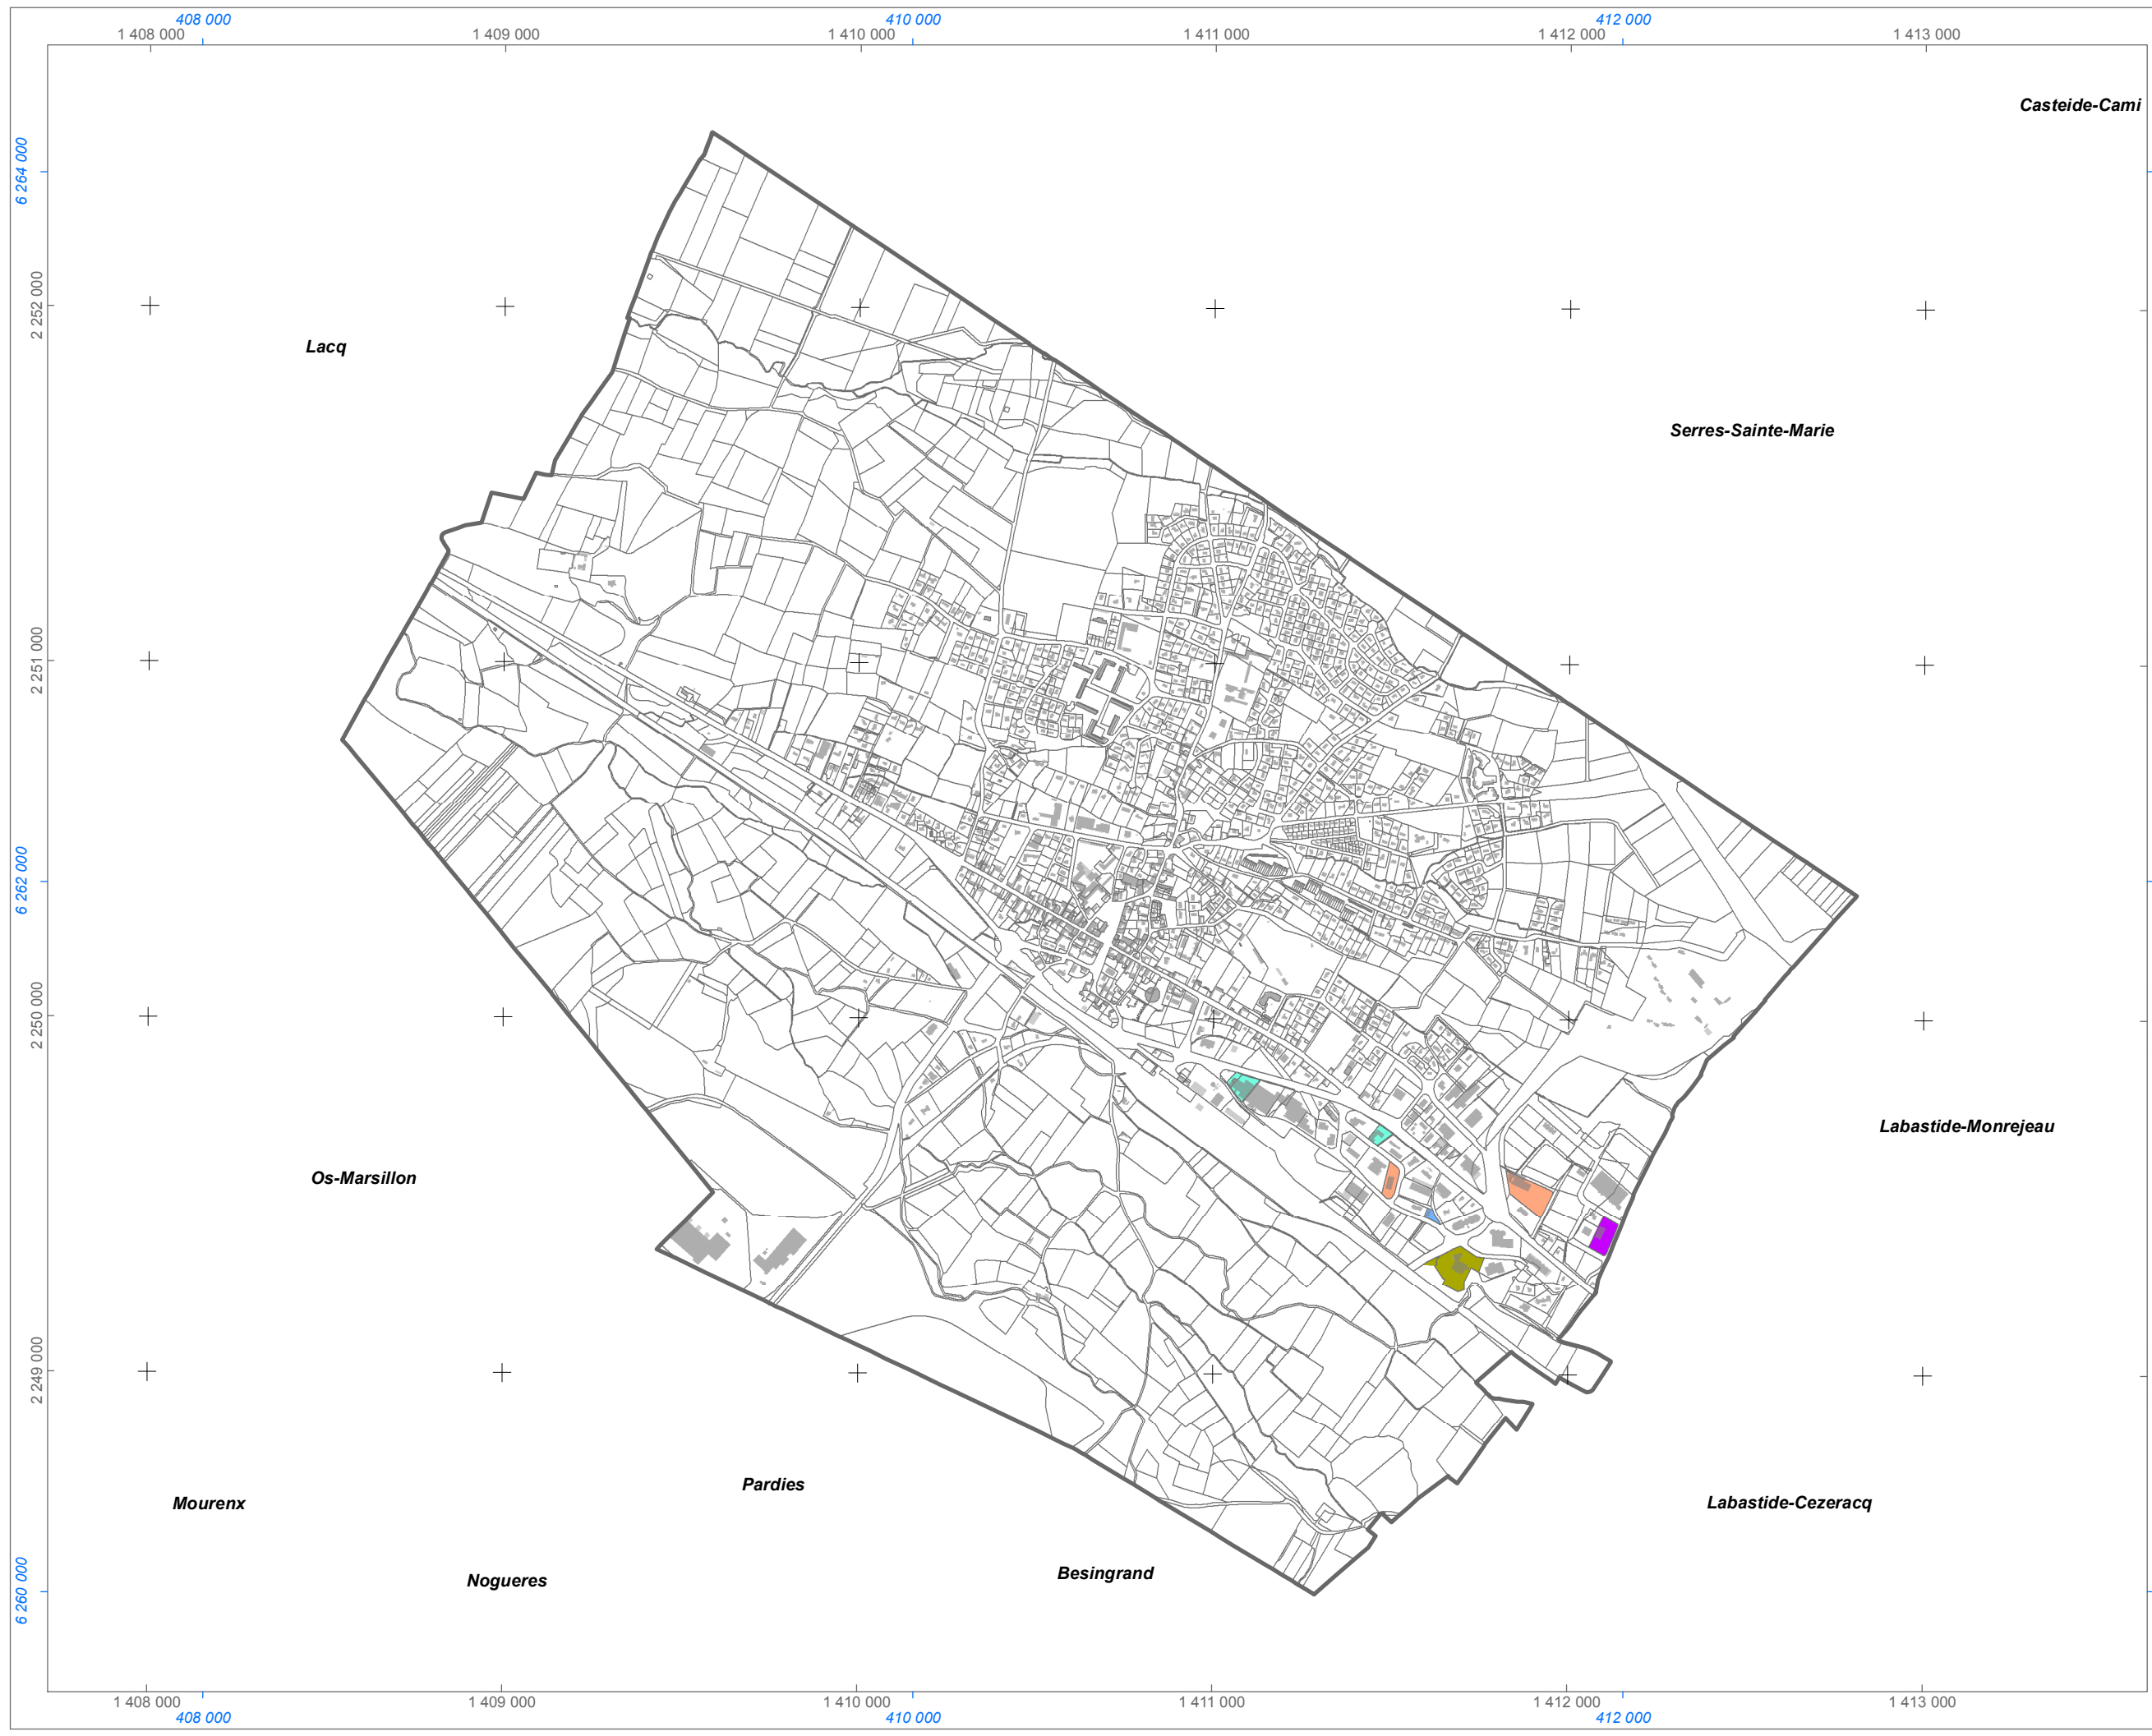 408 000 410 000 412 000
1 408 000 1 409 000 1 410 000 1 411 000 1 412 000 1 413 000
Casteide-Cami
6 264 000
2 252 000
Lacq
Serres-Sainte-Marie
2 251 000
6 262 000
2 250 000
Labastide-Monrejeau
Os-Marsillon
2 249 000
Pardies
Mourenx
Labastide-Cezeracq
Besingrand
Nogueres
6 260 000
1 408 000 1 409 000 1 410 000 1 411 000 1 412 000 1 413 000
408 000 410 000 412 000